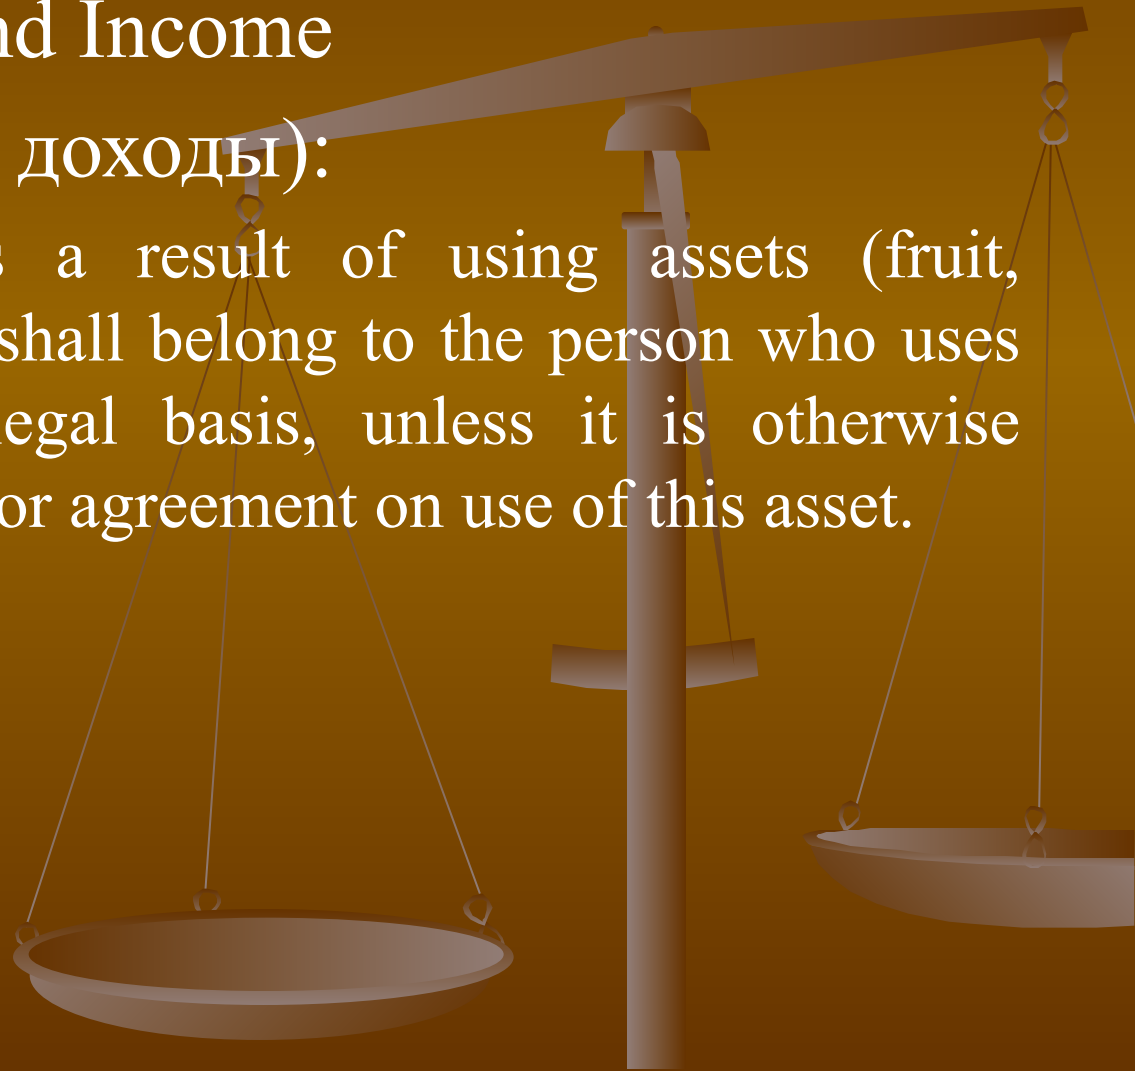 nd Income
доходы):
s a result of using assets (fruit,
shall belong to the person who uses
legal basis, unless it is otherwise
or agreement on use of this asset.